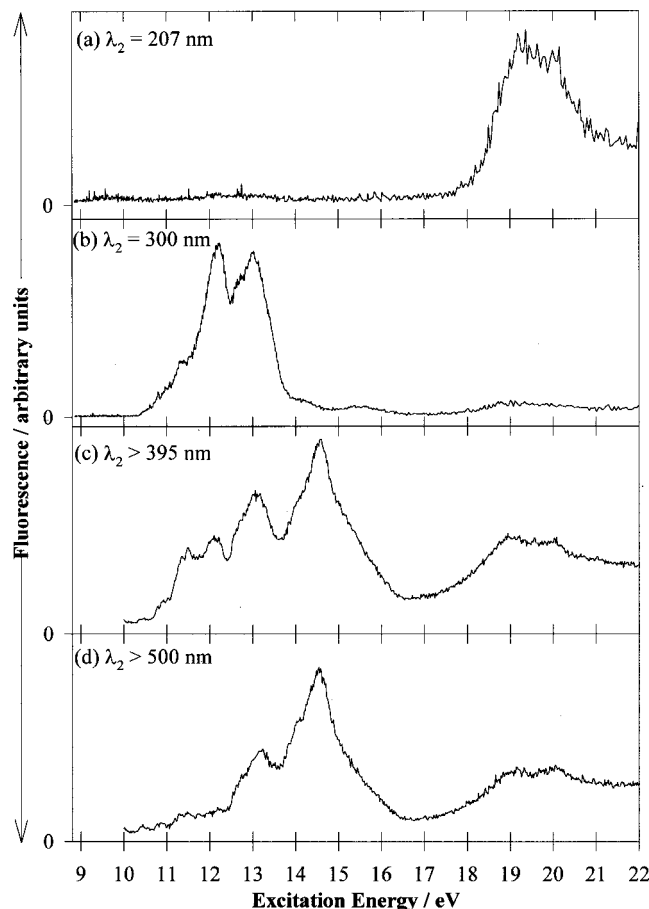 (a) λ₂ = 207 nm
0
(b) λ₂ = 300 nm
0
(c) λ₂ > 395 nm
0
(d) λ₂ > 500 nm
0
Fluorescence / arbitrary units
9 10 11 12 13 14 15 16 17 18 19 20 21 22
Excitation Energy / eV